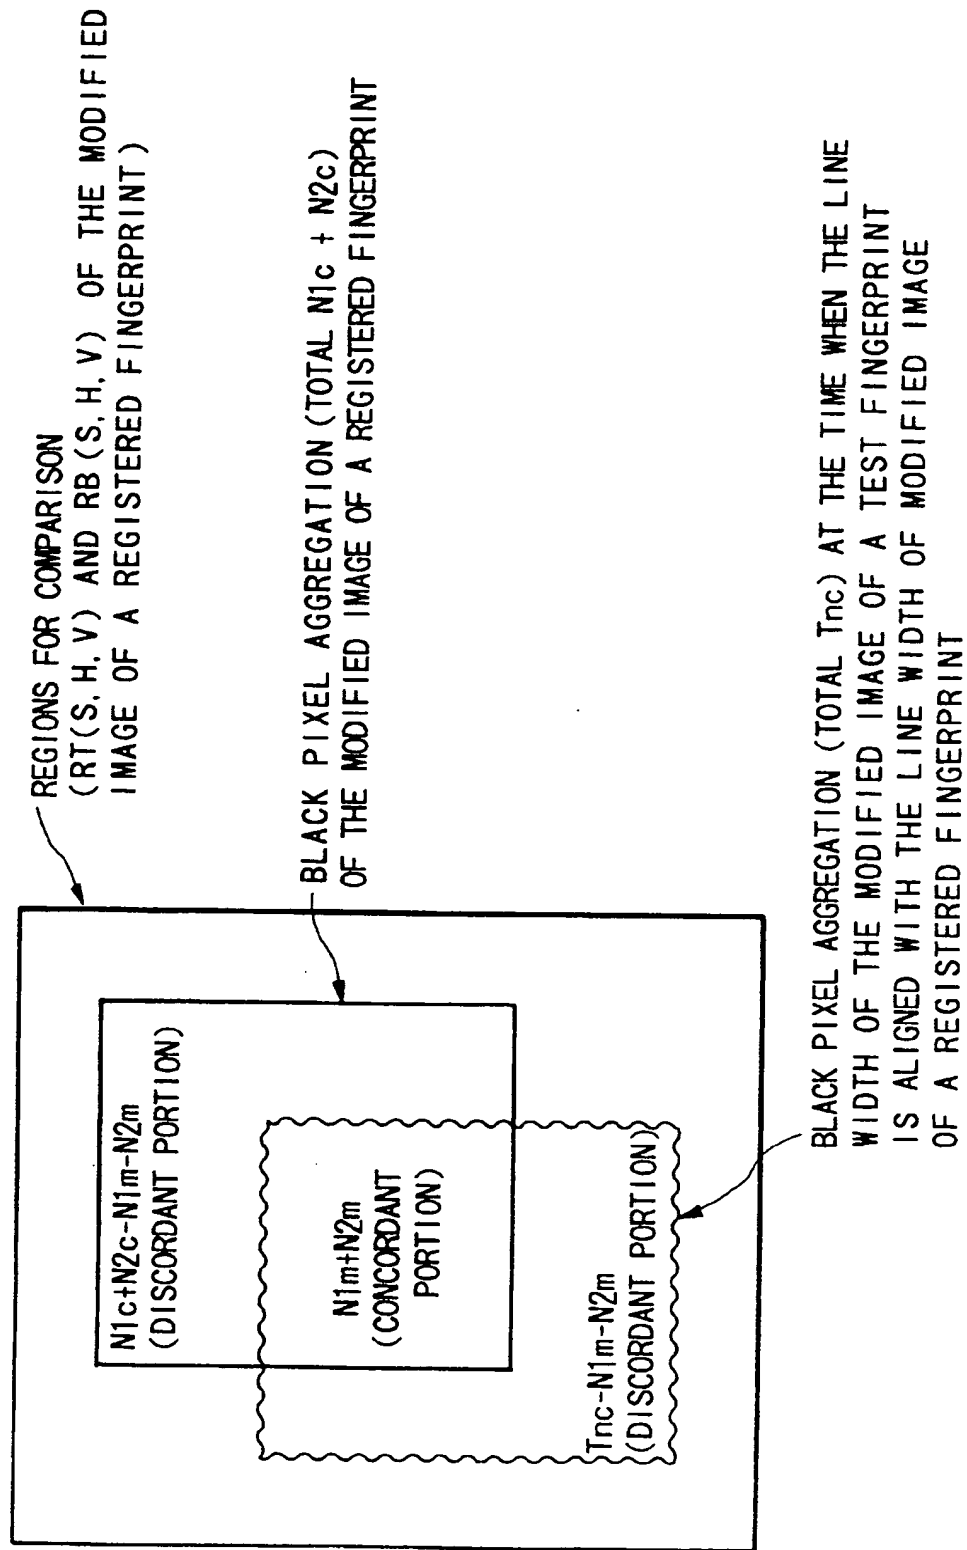 REGIONS FOR COMPARISON
(RT(S, H, V) AND RB(S, H, V) OF THE MODIFIED
IMAGE OF A REGISTERED FINGERPRINT)
BLACK PIXEL AGGREGATION (TOTAL N1c + N2c)
OF THE MODIFIED IMAGE OF A REGISTERED FINGERPRINT
N1c+N2c-N1m-N2m
(DISCORDANT PORTION)
N1m+N2m
(CONCORDANT
PORTION)
Tnc-N1m-N2m
(DISCORDANT PORTION)
BLACK PIXEL AGGREGATION (TOTAL Tnc) AT THE TIME WHEN THE LINE
WIDTH OF THE MODIFIED IMAGE OF A TEST FINGERPRINT
IS ALIGNED WITH THE LINE WIDTH OF MODIFIED IMAGE
OF A REGISTERED FINGERPRINT